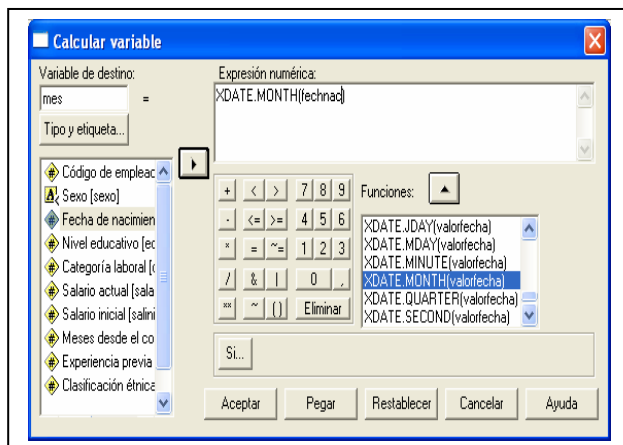 Calcular variable
Variable de destino:
mes
=
Tipo y etiqueta...
Código de empleac
Sexo [sexo]
Fecha de nacimien
Nivel educativo [ec
Categoría laboral [c
Salario actual [sala
Salario inicial [salini
Meses desde el co
Experiencia previa
Clasificación étnica
Expresión numérica:
XDATE.MONTH(fechnac)
+ < > 7 8 9
- <= >= 4 5 6
* = ~= 1 2 3
/ & | 0 ,
** ~ () Eliminar
Funciones:
XDATE.JDAY(valorfecha)
XDATE.MDAY(valorfecha)
XDATE.MINUTE(valorfecha)
XDATE.MONTH(valorfecha)
XDATE.QUARTER(valorfecha)
XDATE.SECOND(valorfecha)
Si...
Aceptar Pegar Restablecer Cancelar Ayuda